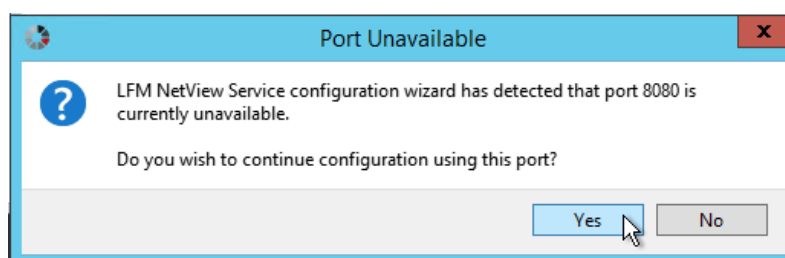 Port Unavailable
x
LFM NetView Service configuration wizard has detected that port 8080 is
currently unavailable.
Do you wish to continue configuration using this port?
Yes
No